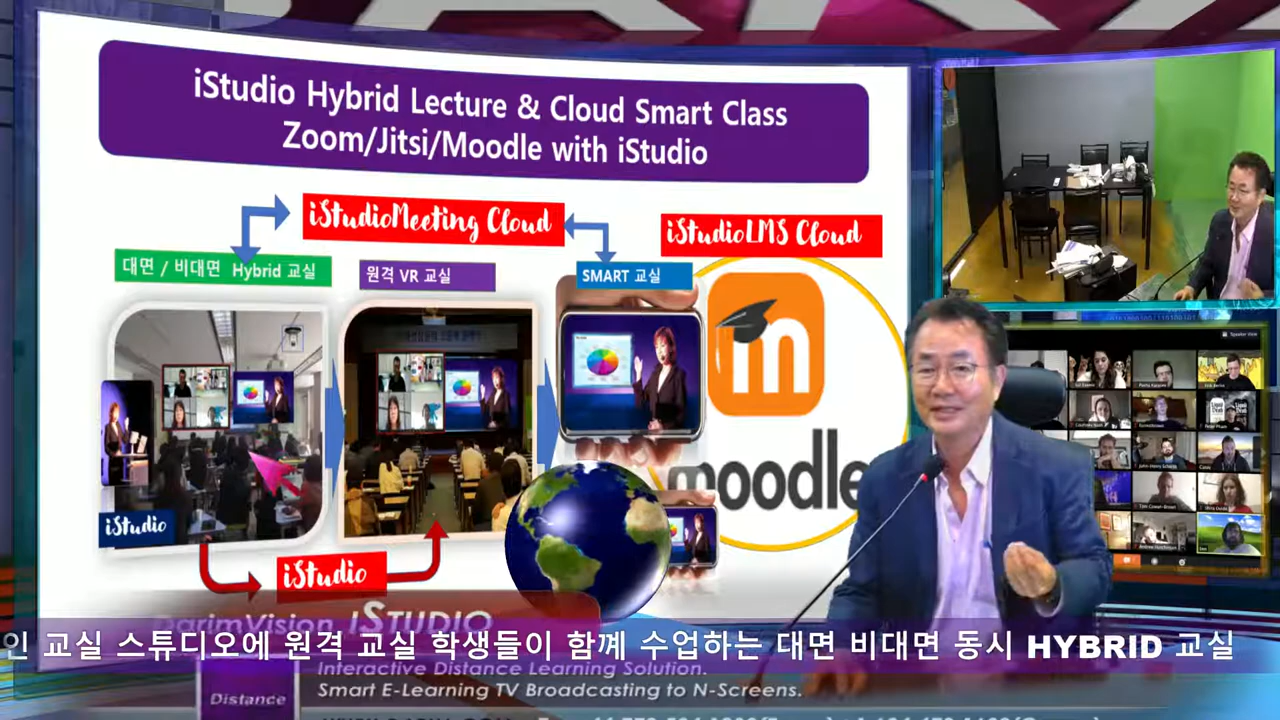 iStudio Hybrid Lecture & Cloud Smart Class
Zoom/Jitsi/Moodle with iStudio
iStudioMeeting Cloud
iStudioLMS Cloud
대면 / 비대면 Hybrid 교실
원격 VR 교실
SMART 교실
m
moodle
iStudio
iStudio
darimVision iSTUDIO
인 교실 스튜디오에 원격 교실 학생들이 함께 수업하는 대면 비대면 동시 HYBRID 교실
Interactive Distance Learning Solution.
Distance
Smart E-Learning TV Broadcasting to N-Screens.